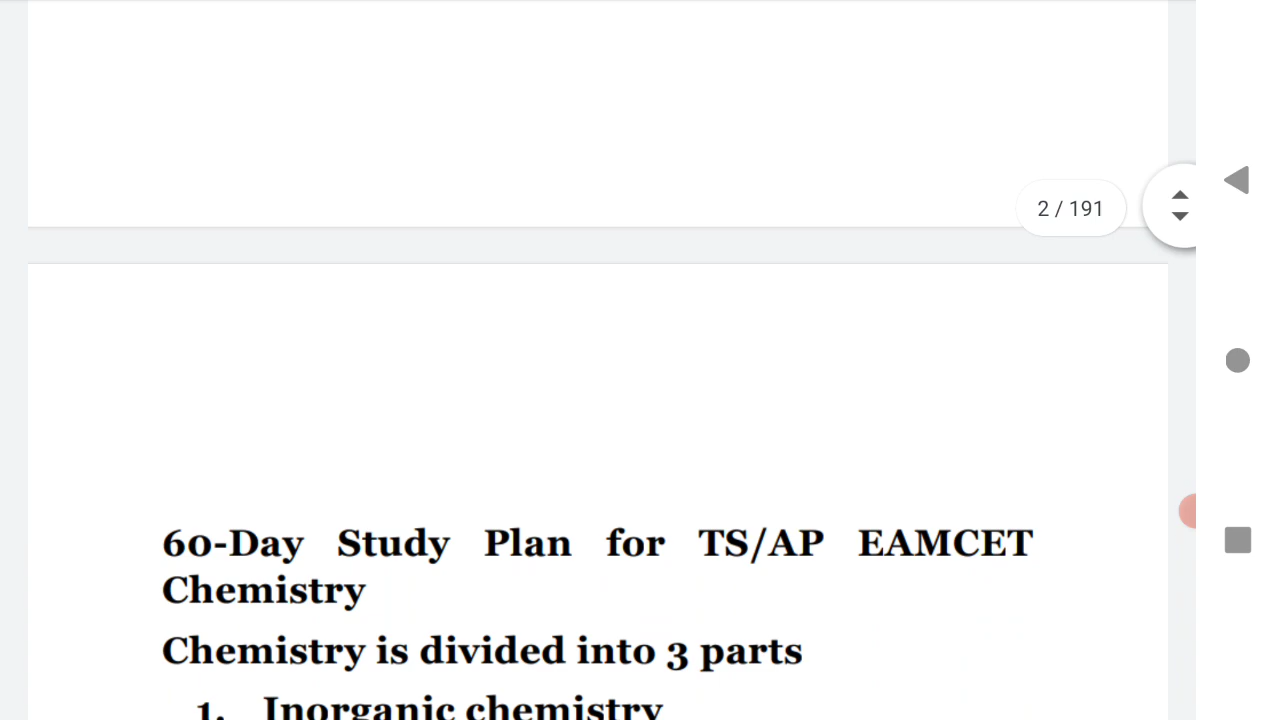 2 / 191
60-Day Study Plan for TS/AP EAMCET
Chemistry
Chemistry is divided into 3 parts
1. Inorganic chemistry